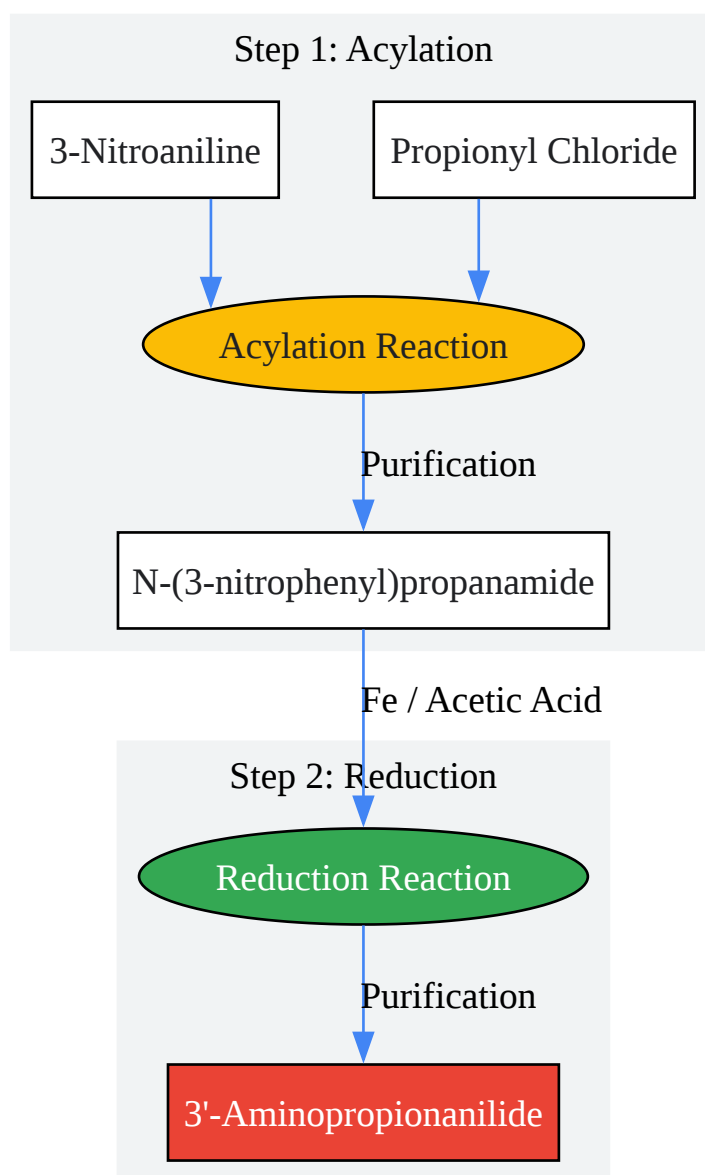 Step 1: Acylation
3-Nitroaniline
Propionyl Chloride
Acylation Reaction
Purification
N-(3-nitrophenyl)propanamide
Fe / Acetic Acid
Step 2: Reduction
Reduction Reaction
Purification
3'-Aminopropionanilide